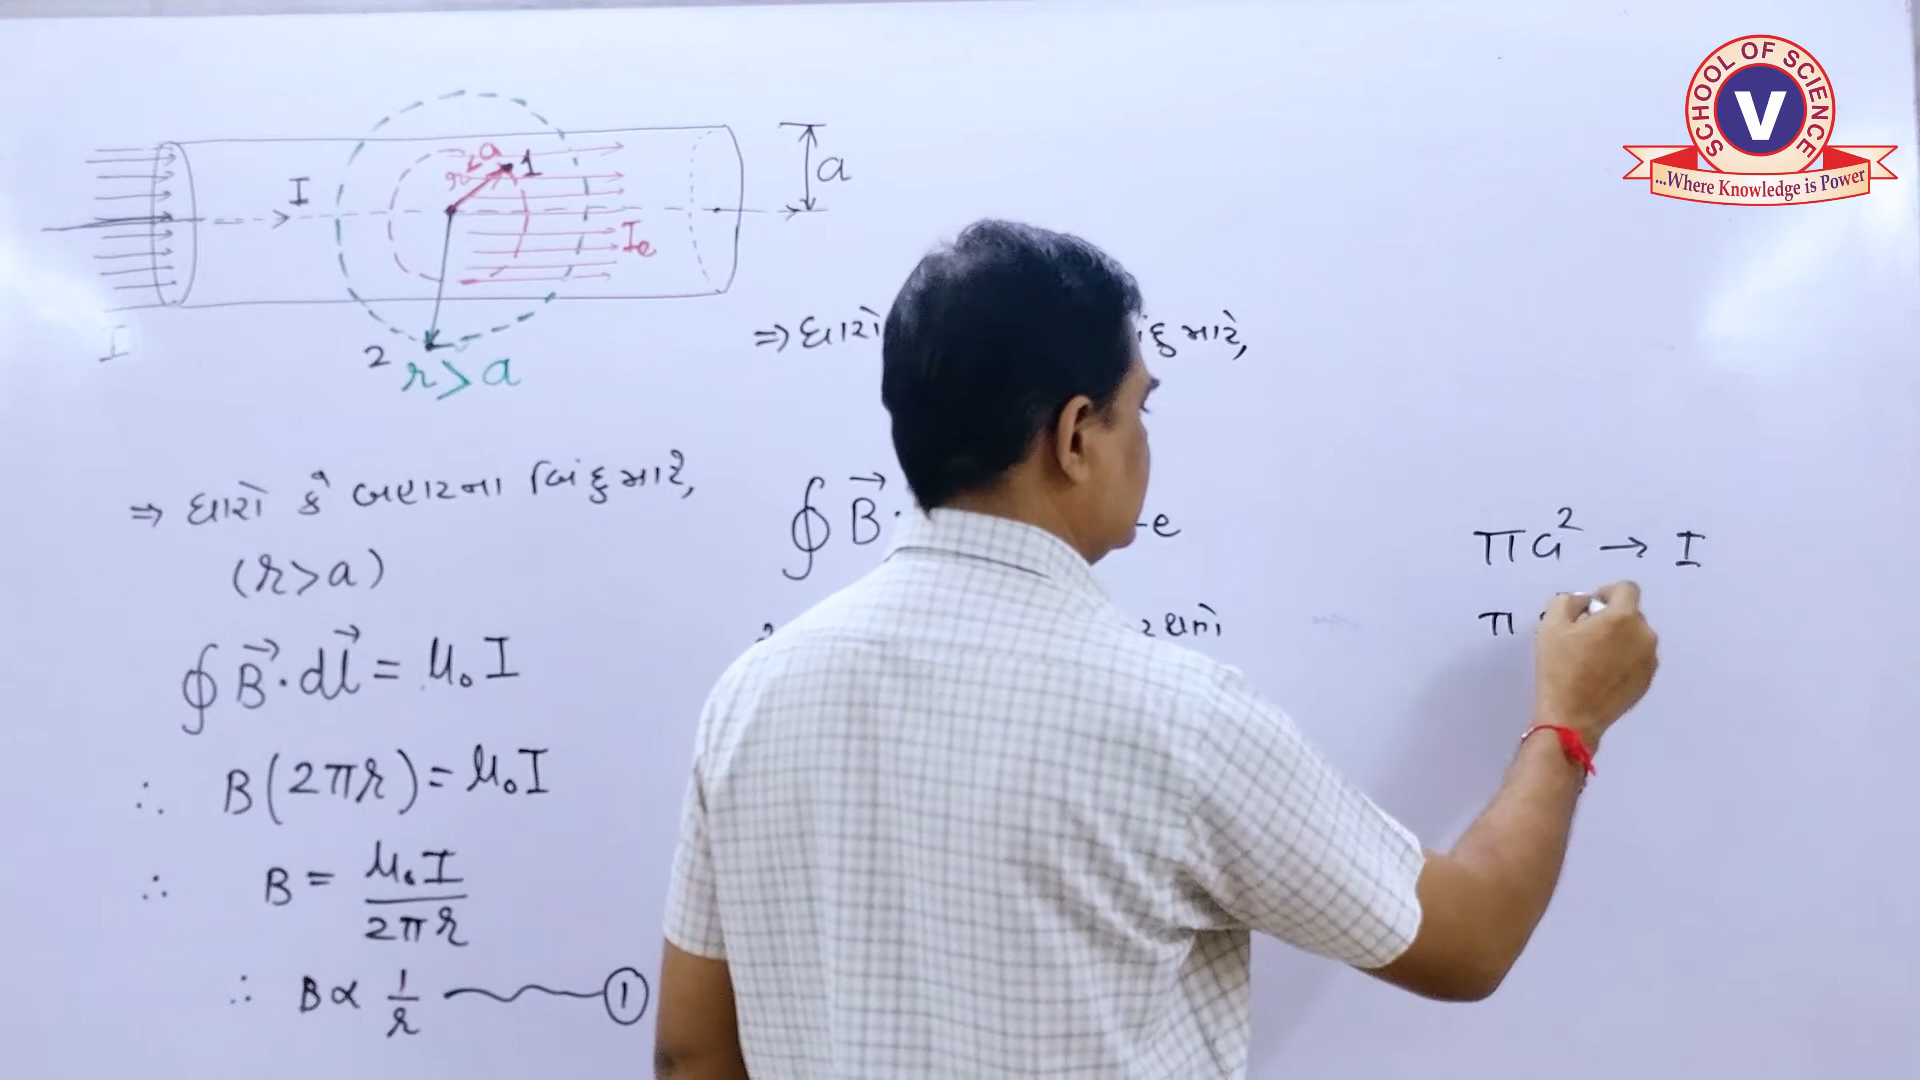 SCHOOL OF SCIENCE
V
...Where Knowledge is Power
a
I
r<a
1
Ie
I
2
r > a
⇒ ધારો કે બહારના બિંદુ માટે,
(r>a)
∮ B⃗ · dl⃗ = μ₀ I
∴ B(2πr) = μ₀I
∴ B = μ₀I / 2πr
∴ B ∝ 1/r ——— ①
⇒ ધારો માટે,
∮ B⃗ · e
πa² → I
π